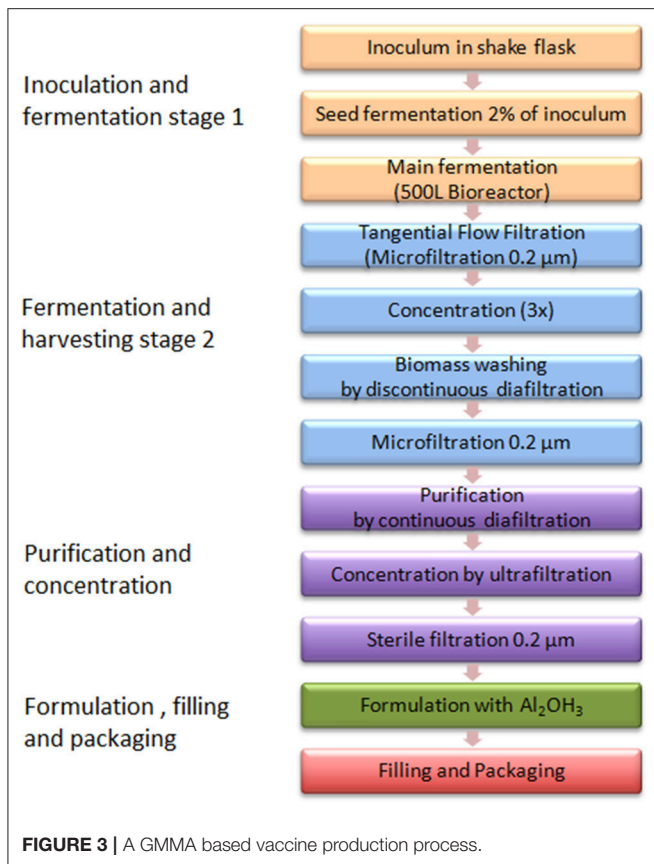 Inoculation and
fermentation stage 1
Inoculum in shake flask
Seed fermentation 2% of inoculum
Main fermentation
(500L Bioreactor)
Fermentation and
harvesting stage 2
Tangential Flow Filtration
(Microfiltration 0.2 µm)
Concentration (3x)
Biomass washing
by discontinuous diafiltration
Microfiltration 0.2 µm
Purification and
concentration
Purification
by continuous diafiltration
Concentration by ultrafiltration
Sterile filtration 0.2 µm
Formulation , filling
and packaging
Formulation with Al₂OH₃
Filling and Packaging
FIGURE 3 | A GMMA based vaccine production process.